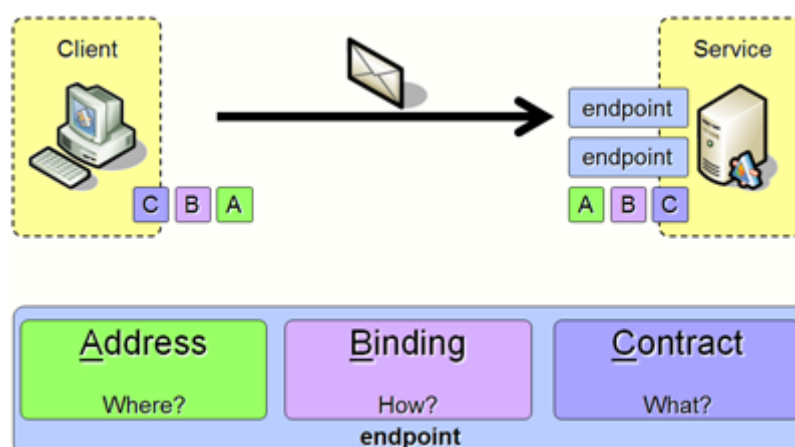 Client
Service
endpoint
endpoint
C B A
A B C
Address
Where?
Binding
How?
Contract
What?
endpoint